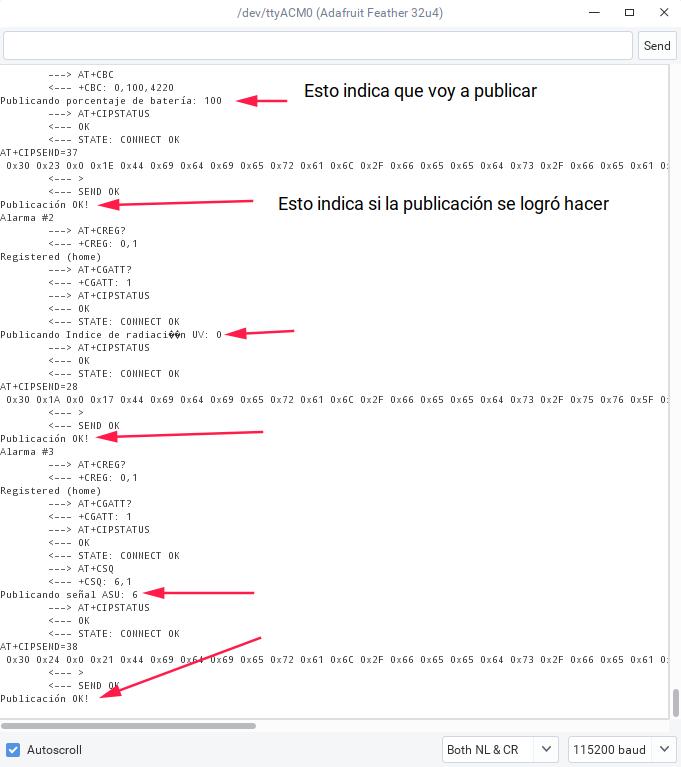 /dev/ttyACM0 (Adafruit Feather 32u4)
Send
---> AT+CBC
<--- +CBC: 0,100,4220
Esto indica que voy a publicar
Publicando porcentaje de batería: 100
---> AT+CIPSTATUS
<--- OK
<--- STATE: CONNECT OK
AT+CIPSEND=37
0x30 0x23 0x0 0x1E 0x44 0x69 0x64 0x69 0x65 0x72 0x61 0x6C 0x2F 0x66 0x65 0x65 0x64 0x73 0x2F 0x66 0x65 0x61 0
<--- >
<--- SEND OK
Publicación OK!
Esto indica si la publicación se logró hacer
Alarma #2
---> AT+CREG?
<--- +CREG: 0,1
Registered (home)
---> AT+CGATT?
<--- +CGATT: 1
---> AT+CIPSTATUS
<--- OK
<--- STATE: CONNECT OK
Publicando Indice de radiaci��n UV: 0
---> AT+CIPSTATUS
<--- OK
<--- STATE: CONNECT OK
AT+CIPSEND=28
0x30 0x1A 0x0 0x17 0x44 0x69 0x64 0x69 0x65 0x72 0x61 0x6C 0x2F 0x66 0x65 0x65 0x64 0x73 0x2F 0x75 0x76 0x5F 0
<--- >
<--- SEND OK
Publicación OK!
Alarma #3
---> AT+CREG?
<--- +CREG: 0,1
Registered (home)
---> AT+CGATT?
<--- +CGATT: 1
---> AT+CIPSTATUS
<--- OK
<--- STATE: CONNECT OK
---> AT+CSQ
<--- +CSQ: 6,1
Publicando señal ASU: 6
---> AT+CIPSTATUS
<--- OK
<--- STATE: CONNECT OK
AT+CIPSEND=38
0x30 0x24 0x0 0x21 0x44 0x69 0x64 0x69 0x65 0x72 0x61 0x6C 0x2F 0x66 0x65 0x65 0x64 0x73 0x2F 0x66 0x65 0x61 0
<--- >
<--- SEND OK
Publicación OK!
Autoscroll
Both NL & CR
115200 baud